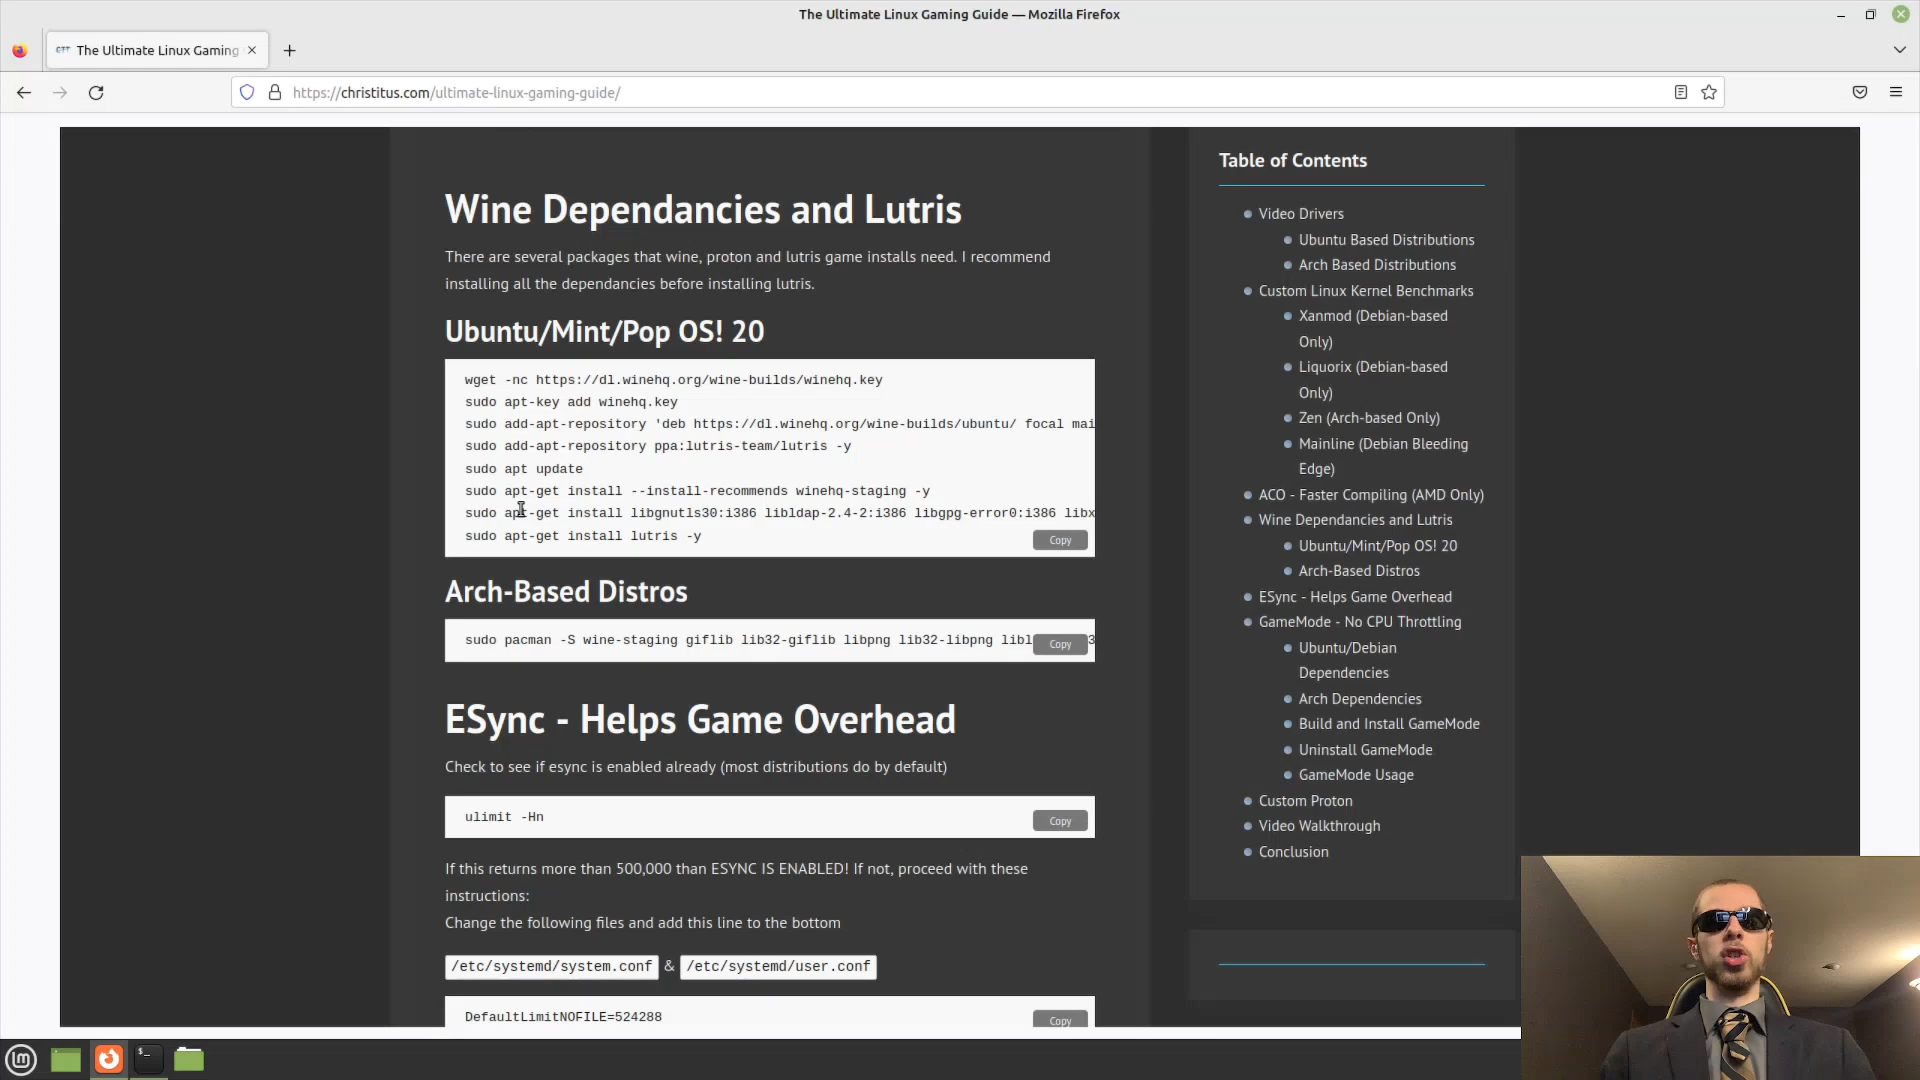 The Ultimate Linux Gaming Guide — Mozilla Firefox
The Ultimate Linux Gaming
https://christitus.com/ultimate-linux-gaming-guide/
Wine Dependancies and Lutris
There are several packages that wine, proton and lutris game installs need. I recommend
installing all the dependancies before installing lutris.
Ubuntu/Mint/Pop OS! 20
wget -nc https://dl.winehq.org/wine-builds/winehq.key
sudo apt-key add winehq.key
sudo add-apt-repository 'deb https://dl.winehq.org/wine-builds/ubuntu/ focal mai
sudo add-apt-repository ppa:lutris-team/lutris -y
sudo apt update
sudo apt-get install --install-recommends winehq-staging -y
sudo apt-get install libgnutls30:i386 libldap-2.4-2:i386 libgpg-error0:i386 libx
sudo apt-get install lutris -y
Copy
Arch-Based Distros
sudo pacman -S wine-staging giflib lib32-giflib libpng lib32-libpng libl
Copy
ESync - Helps Game Overhead
Check to see if esync is enabled already (most distributions do by default)
ulimit -Hn
Copy
If this returns more than 500,000 than ESYNC IS ENABLED! If not, proceed with these
instructions:
Change the following files and add this line to the bottom
/etc/systemd/system.conf & /etc/systemd/user.conf
DefaultLimitNOFILE=524288
Copy
Table of Contents
Video Drivers
Ubuntu Based Distributions
Arch Based Distributions
Custom Linux Kernel Benchmarks
Xanmod (Debian-based
Only)
Liquorix (Debian-based
Only)
Zen (Arch-based Only)
Mainline (Debian Bleeding
Edge)
ACO - Faster Compiling (AMD Only)
Wine Dependancies and Lutris
Ubuntu/Mint/Pop OS! 20
Arch-Based Distros
ESync - Helps Game Overhead
GameMode - No CPU Throttling
Ubuntu/Debian
Dependencies
Arch Dependencies
Build and Install GameMode
Uninstall GameMode
GameMode Usage
Custom Proton
Video Walkthrough
Conclusion